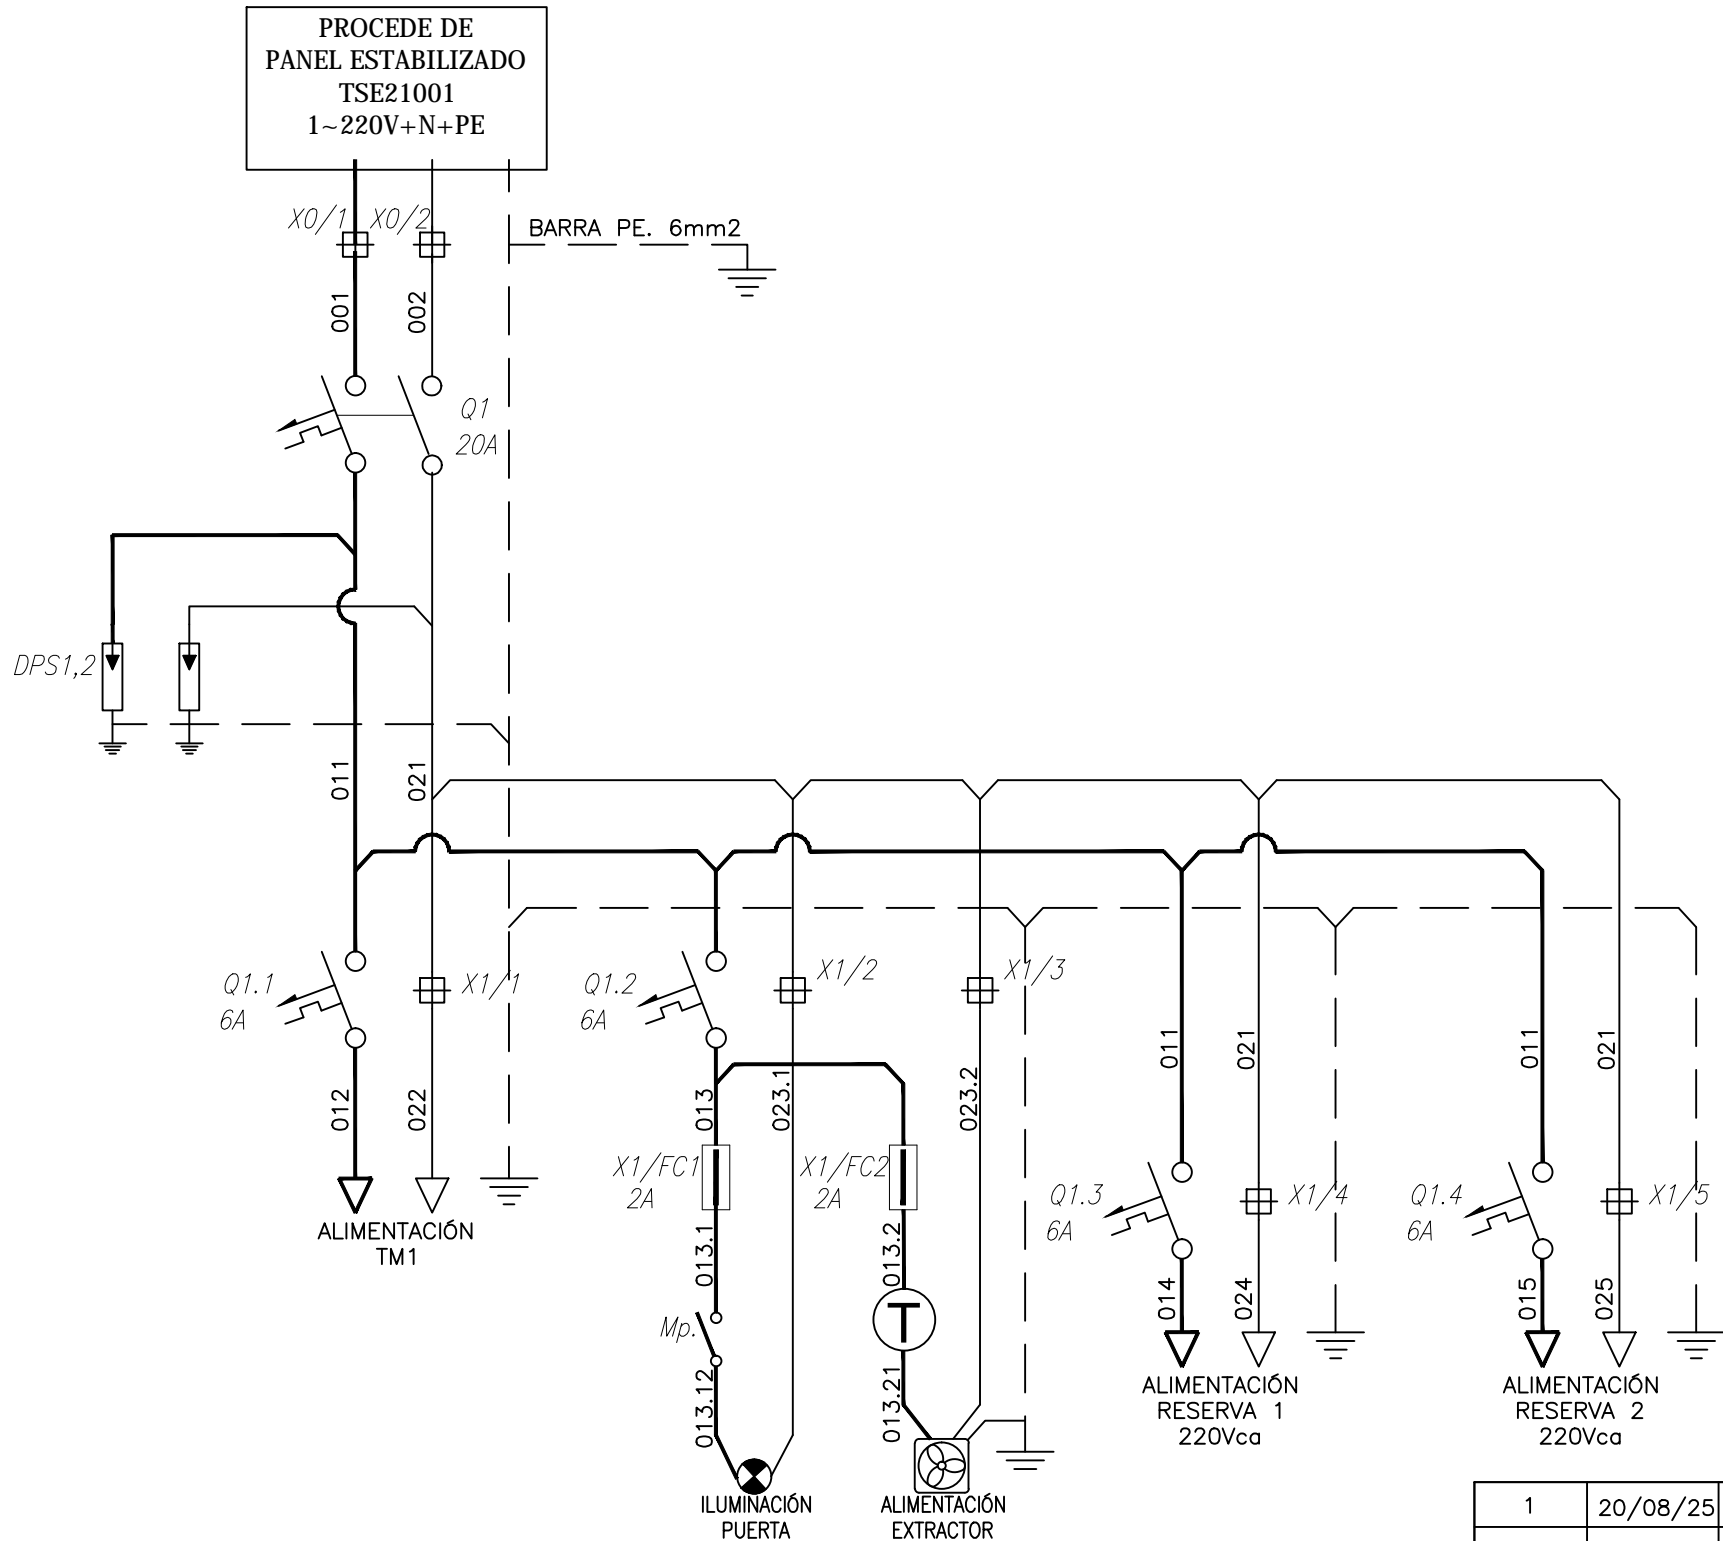 PROCEDE DE
PANEL ESTABILIZADO
TSE21001
1~220V+N+PE
X0/1
X0/2
BARRA PE. 6mm2
001
002
Q1
20A
DPS1,2
011
021
Q1.1
6A
X1/1
Q1.2
6A
X1/2
X1/3
012
022
013
023.1
023.2
011
021
011
021
X1/FC1
2A
X1/FC2
2A
Q1.3
6A
X1/4
Q1.4
6A
X1/5
ALIMENTACIÓN
TM1
013.1
013.2
014
024
015
025
Mp.
T
013.12
013.21
ALIMENTACIÓN
RESERVA 1
220Vca
ALIMENTACIÓN
RESERVA 2
220Vca
ILUMINACIÓN
PUERTA
ALIMENTACIÓN
EXTRACTOR
1
20/08/25